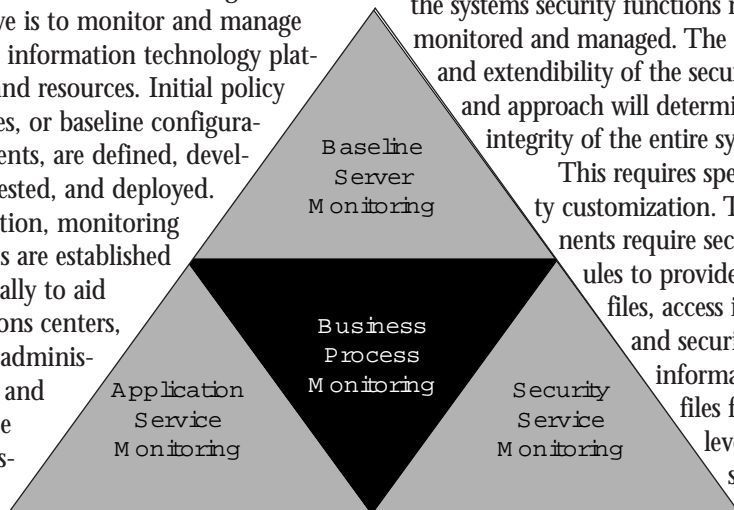 ve is to monitor and manage
information technology plat-
and resources. Initial policy
es, or baseline configura-
ents, are defined, devel-
ested, and deployed.
tion, monitoring
s are established
ally to aid
ons centers,
adminis-
and
e
s-
Baseline
Server
Monitoring
Business
Process
Monitoring
Application
Service
Monitoring
Security
Service
Monitoring
the systems security functions
monitored and managed. The
and extendibility of the secur
and approach will determi
integrity of the entire sy
This requires spe
ty customization. T
nents require sec
ules to provide
files, access i
and securi
informa
files f
lev
s